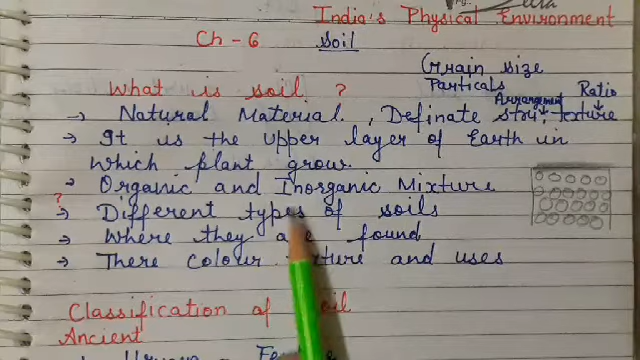 India's Physical Environment
Ch - 6 Soil
Grain size
What is soil ? Particals Ratio
Arrangement
→ Natural Material, Definate structure texture
→ It is the upper layer of Earth in
which plant grow.
→ Organic and Inorganic Mixture
?
→ Different types of soils
→ Where they are found
→ There colour texture and uses
Classification of Soil
Ancient